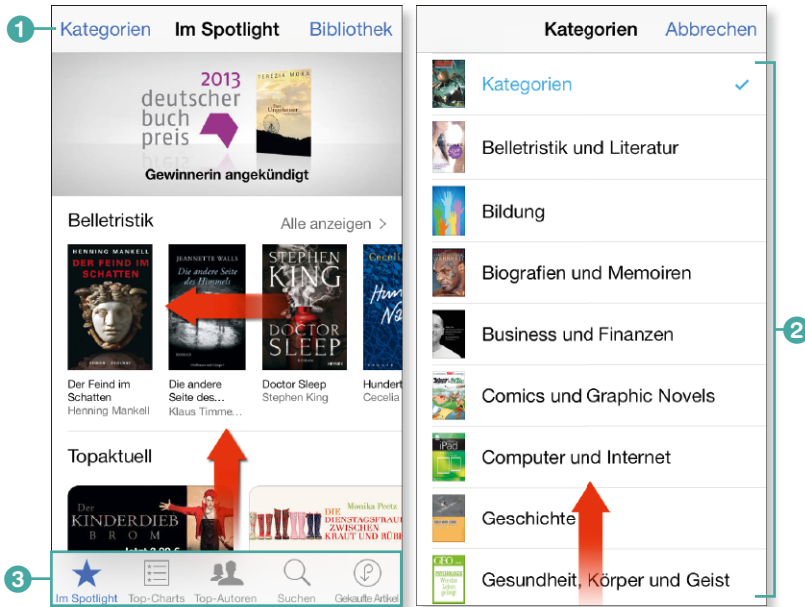 1
Kategorien Im Spotlight Bibliothek
2013
deutscher
buch
preis
TERÉZIA MORA
Das
Ungeheuer
Gewinnerin angekündigt
Belletristik Alle anzeigen >
HENNING MANKELL
DER FEIND IM
SCHATTEN
JEANNETTE WALLS
Die andere Seite
des Himmels
STEPHEN
KING
DOCTOR
SLEEP
Der Feind im
Schatten
Henning Mankell
Die andere
Seite des...
Klaus Timme...
Doctor Sleep
Stephen King
Hundert
Cecelia
Topaktuell
Der
KINDERDIEB
BROM
Monika Peetz
DIE
DIENSTAGSFRAU
ZWISCHEN
KRAUT UND RÜBE
3
Im Spotlight Top-Charts Top-Autoren Suchen Gekaufte Artikel
Kategorien Abbrechen
Kategorien
Belletristik und Literatur
Bildung
Biografien und Memoiren
Business und Finanzen
2
Comics und Graphic Novels
Computer und Internet
Geschichte
Gesundheit, Körper und Geist
iPad
GEO